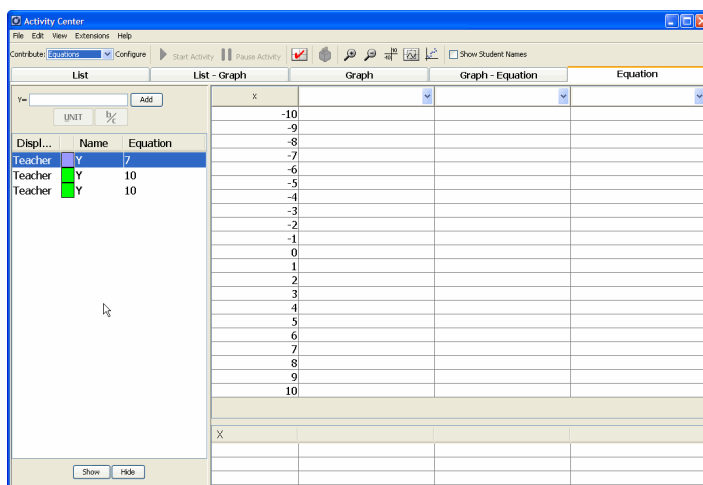 Activity Center
File Edit View Extensions Help
Contribute: Equations Configure Start Activity Pause Activity Show Student Names
List List - Graph Graph Graph - Equation Equation
Y= Add
UNIT b/c
Displ... Name Equation
Teacher Y 7
Teacher Y 10
Teacher Y 10
Show Hide
X
-10
-9
-8
-7
-6
-5
-4
-3
-2
-1
0
1
2
3
4
5
6
7
8
9
10
X